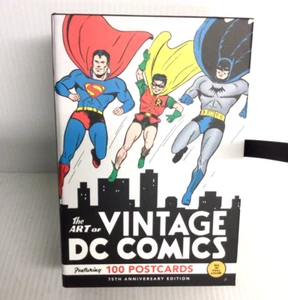 The
ART OF
VINTAGE
DC COMICS
Featuring
100 POSTCARDS
75TH ANNIVERSARY EDITION